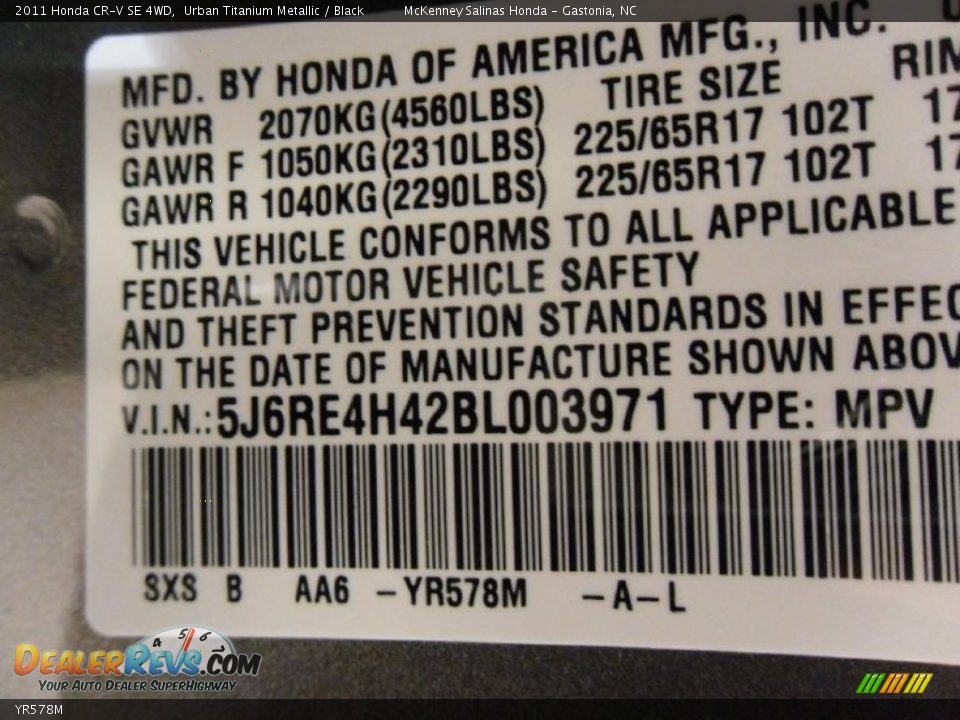 2011 Honda CR-V SE 4WD, Urban Titanium Metallic / Black McKenney Salinas Honda - Gastonia, NC
MFD. BY HONDA OF AMERICA MFG., INC.
GVWR 2070KG(4560LBS) TIRE SIZE RIM
GAWR F 1050KG(2310LBS) 225/65R17 102T 17
GAWR R 1040KG(2290LBS) 225/65R17 102T 17
THIS VEHICLE CONFORMS TO ALL APPLICABLE
FEDERAL MOTOR VEHICLE SAFETY
AND THEFT PREVENTION STANDARDS IN EFFEC
ON THE DATE OF MANUFACTURE SHOWN ABOV
V.I.N.:5J6RE4H42BL003971 TYPE: MPV
SXS B AA6 -YR578M -A-L
4 5 6
DEALERREVS.COM
YOUR AUTO DEALER SUPERHIGHWAY
YR578M